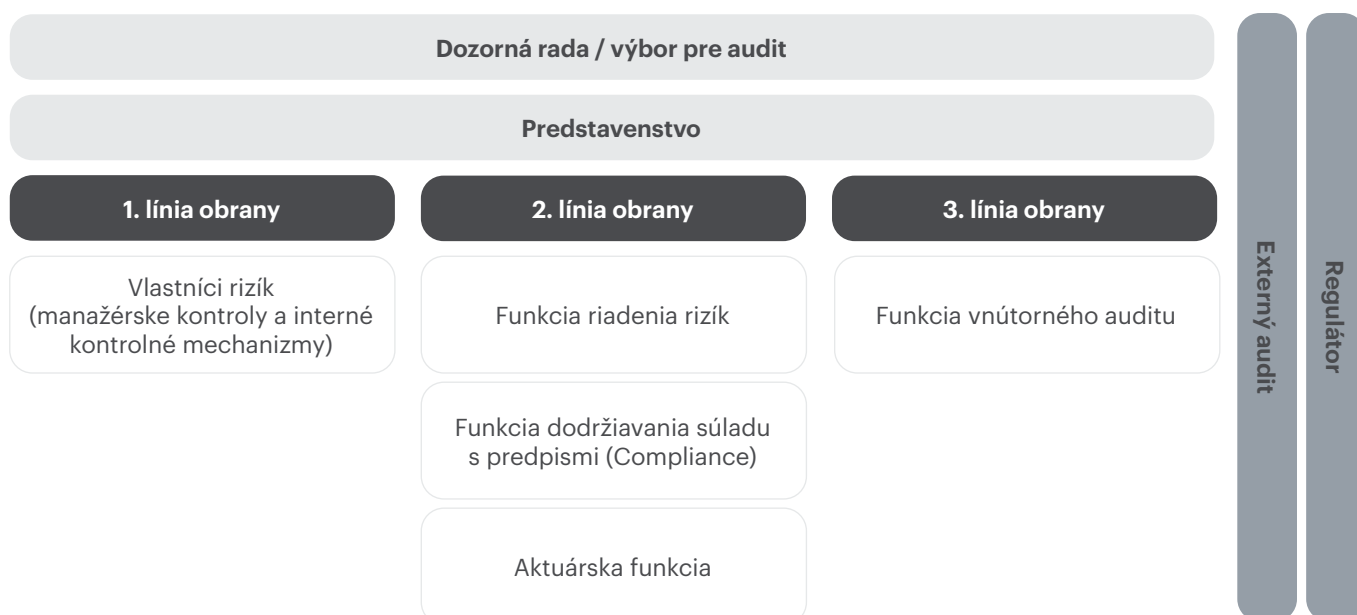 Dozorná rada / výbor pre audit
Predstavenstvo
1. línia obrany
2. línia obrany
3. línia obrany
Vlastníci rizík
(manažérske kontroly a interné
kontrolné mechanizmy)
Funkcia riadenia rizík
Funkcia vnútorného auditu
Funkcia dodržiavania súladu
s predpismi (Compliance)
Aktuárska funkcia
Externý audit
Regulátor